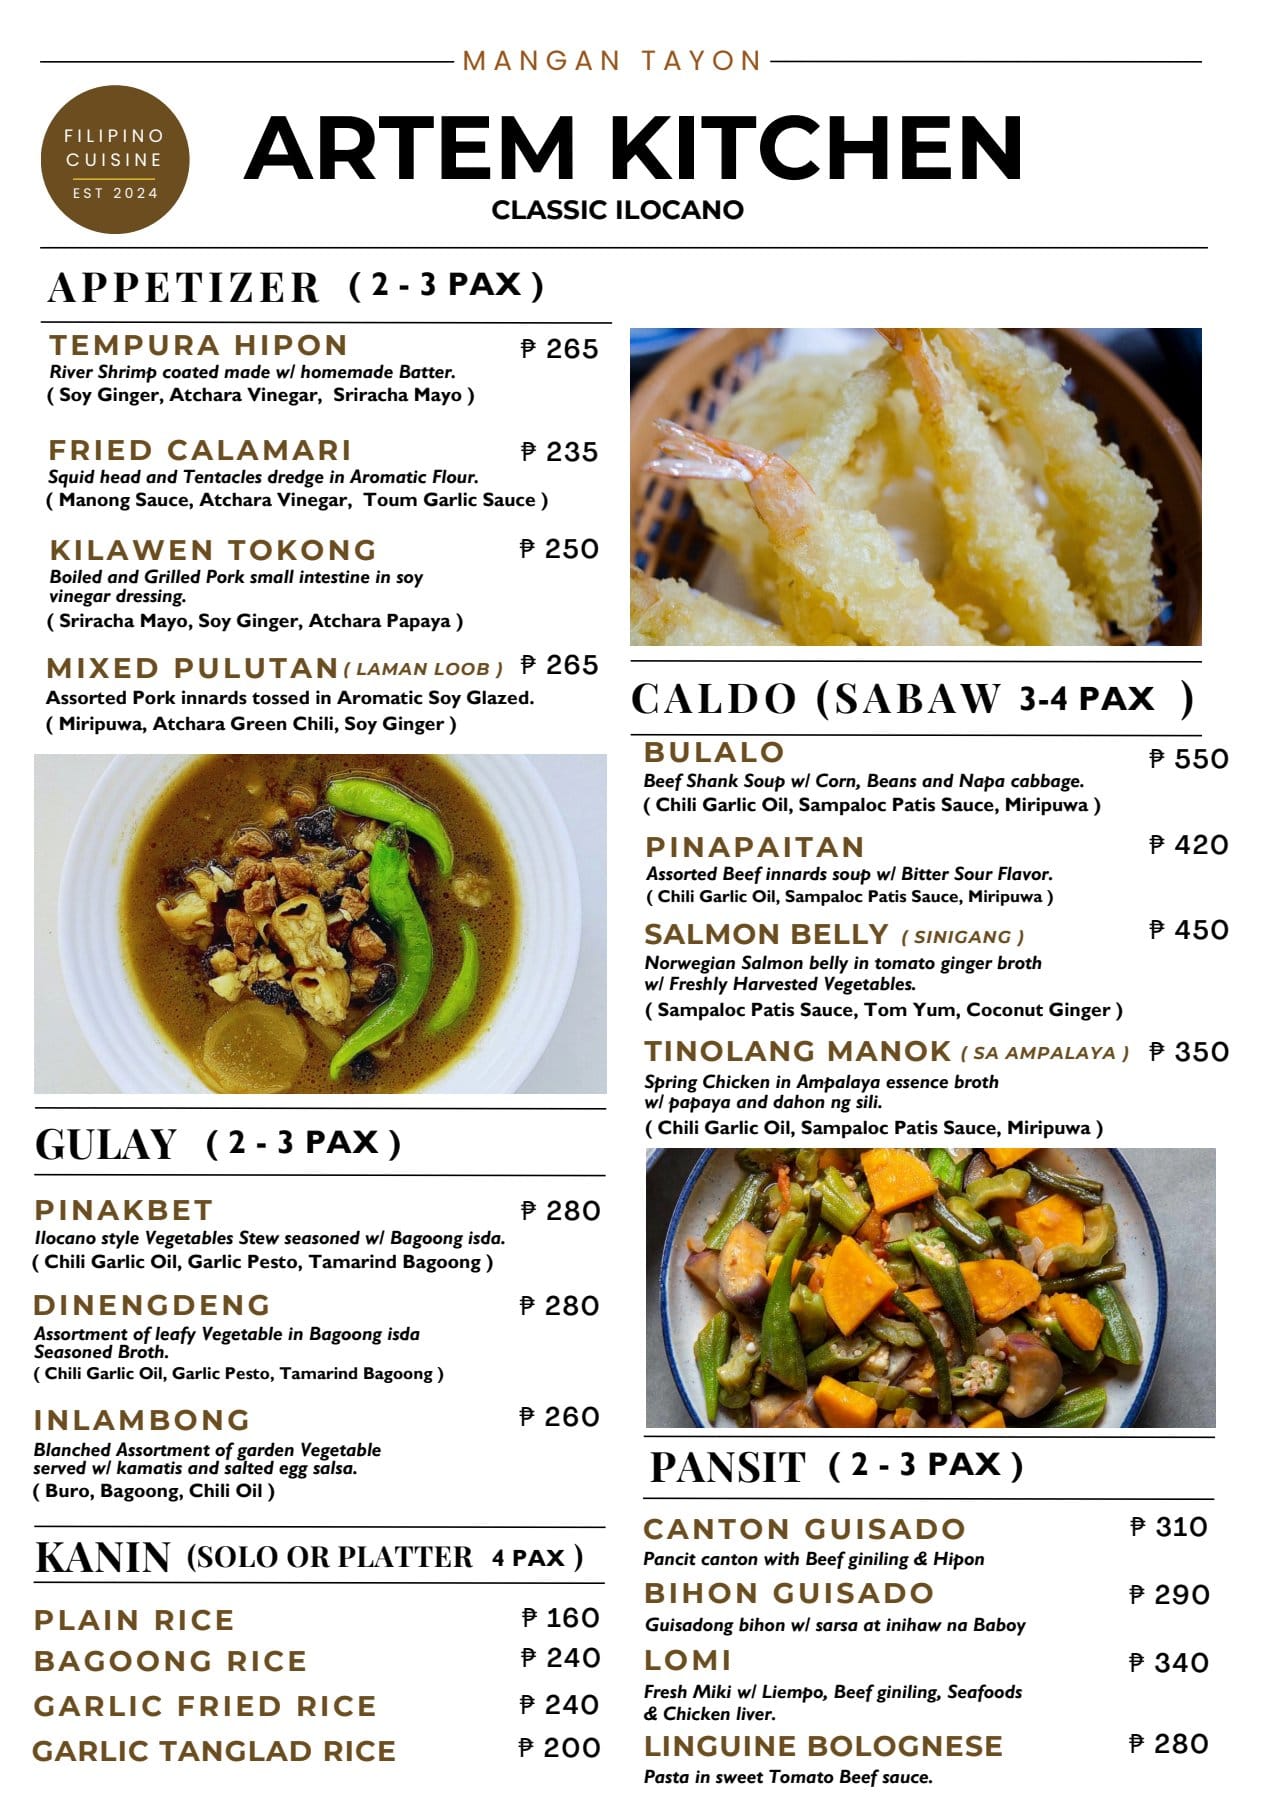 MANGAN TAYON
FILIPINO
CUISINE
EST 2024
ARTEM KITCHEN
CLASSIC ILOCANO
APPETIZER ( 2 - 3 PAX )
TEMPURA HIPON ₱ 265
River Shrimp coated made w/ homemade Batter.
( Soy Ginger, Atchara Vinegar, Sriracha Mayo )
FRIED CALAMARI ₱ 235
Squid head and Tentacles dredge in Aromatic Flour.
( Manong Sauce, Atchara Vinegar, Toum Garlic Sauce )
KILAWEN TOKONG ₱ 250
Boiled and Grilled Pork small intestine in soy
vinegar dressing.
( Sriracha Mayo, Soy Ginger, Atchara Papaya )
MIXED PULUTAN ( LAMAN LOOB ) ₱ 265
Assorted Pork innards tossed in Aromatic Soy Glazed.
( Miripuwa, Atchara Green Chili, Soy Ginger )
GULAY ( 2 - 3 PAX )
PINAKBET ₱ 280
Ilocano style Vegetables Stew seasoned w/ Bagoong isda.
( Chili Garlic Oil, Garlic Pesto, Tamarind Bagoong )
DINENGDENG ₱ 280
Assortment of leafy Vegetable in Bagoong isda
Seasoned Broth.
( Chili Garlic Oil, Garlic Pesto, Tamarind Bagoong )
INLAMBONG ₱ 260
Blanched Assortment of garden Vegetable
served w/ kamatis and salted egg salsa.
( Buro, Bagoong, Chili Oil )
KANIN (SOLO OR PLATTER 4 PAX )
PLAIN RICE ₱ 160
BAGOONG RICE ₱ 240
GARLIC FRIED RICE ₱ 240
GARLIC TANGLAD RICE ₱ 200
CALDO (SABAW 3-4 PAX )
BULALO ₱ 550
Beef Shank Soup w/ Corn, Beans and Napa cabbage.
( Chili Garlic Oil, Sampaloc Patis Sauce, Miripuwa )
PINAPAITAN ₱ 420
Assorted Beef innards soup w/ Bitter Sour Flavor.
( Chili Garlic Oil, Sampaloc Patis Sauce, Miripuwa )
SALMON BELLY ( SINIGANG ) ₱ 450
Norwegian Salmon belly in tomato ginger broth
w/ Freshly Harvested Vegetables.
( Sampaloc Patis Sauce, Tom Yum, Coconut Ginger )
TINOLANG MANOK ( SA AMPALAYA ) ₱ 350
Spring Chicken in Ampalaya essence broth
w/ papaya and dahon ng sili.
( Chili Garlic Oil, Sampaloc Patis Sauce, Miripuwa )
PANSIT ( 2 - 3 PAX )
CANTON GUISADO ₱ 310
Pancit canton with Beef giniling & Hipon
BIHON GUISADO ₱ 290
Guisadong bihon w/ sarsa at inihaw na Baboy
LOMI ₱ 340
Fresh Miki w/ Liempo, Beef giniling, Seafoods
& Chicken liver.
LINGUINE BOLOGNESE ₱ 280
Pasta in sweet Tomato Beef sauce.